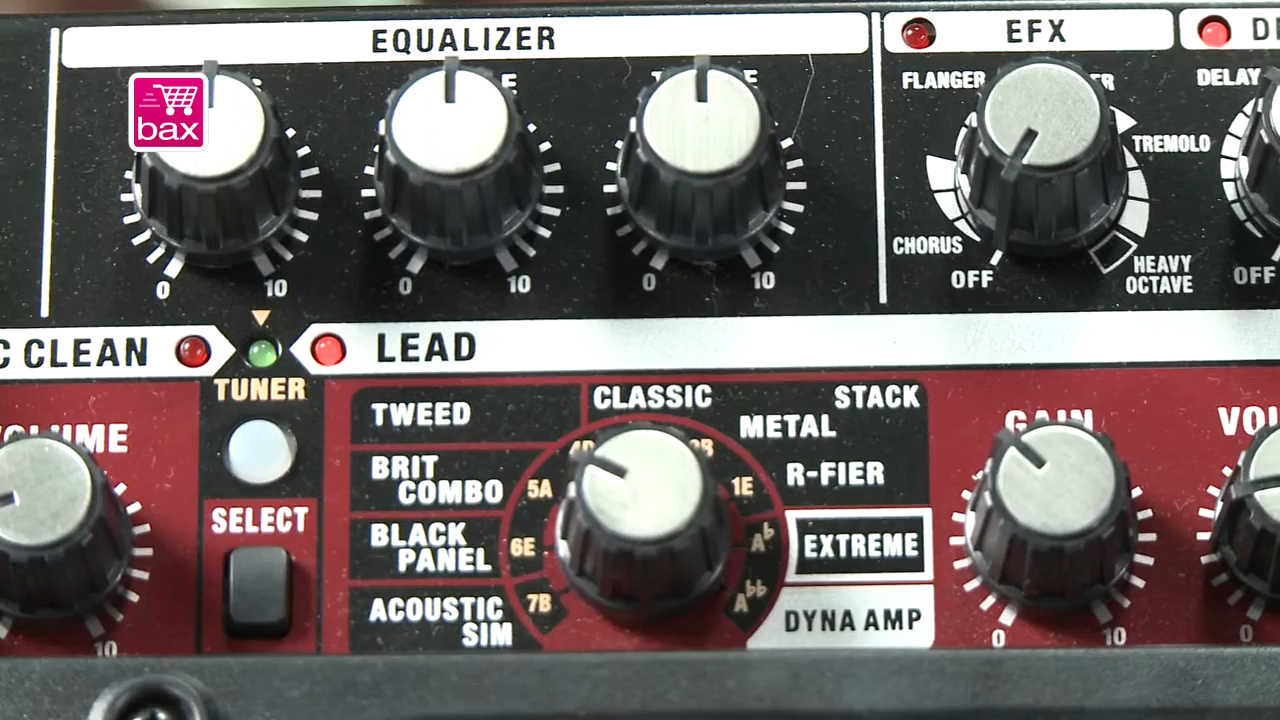 EQUALIZER
EFX
FLANGER
TREMOLO
DELAY
CHORUS
HEAVY
OCTAVE
OFF
OFF
0
10
0
10
0
10
bax
CLEAN
LEAD
TUNER
VOLUME
SELECT
10
TWEED
CLASSIC
STACK
METAL
BRIT
COMBO
R-FIER
BLACK
PANEL
EXTREME
ACOUSTIC
SIM
DYNA AMP
5A
6E
7B
1E
A♭
A♭♭
GAIN
0
10
0